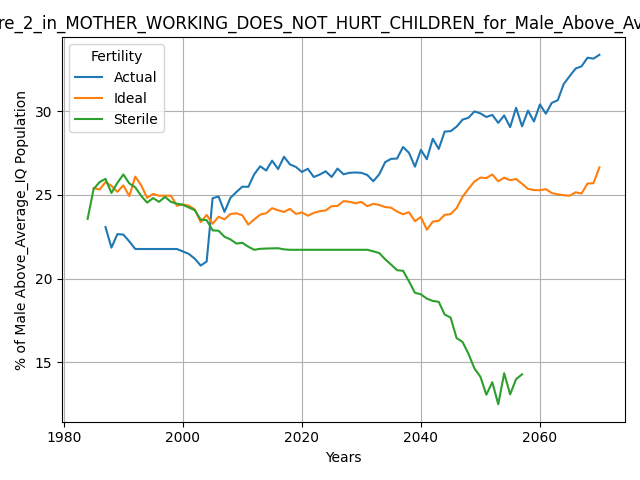 re_2_in_MOTHER_WORKING_DOES_NOT_HURT_CHILDREN_for_Male_Above_Av
Fertility
Actual
Ideal
Sterile
% of Male Above_Average_IQ Population
30
25
20
15
1980
2000
2020
2040
2060
Years